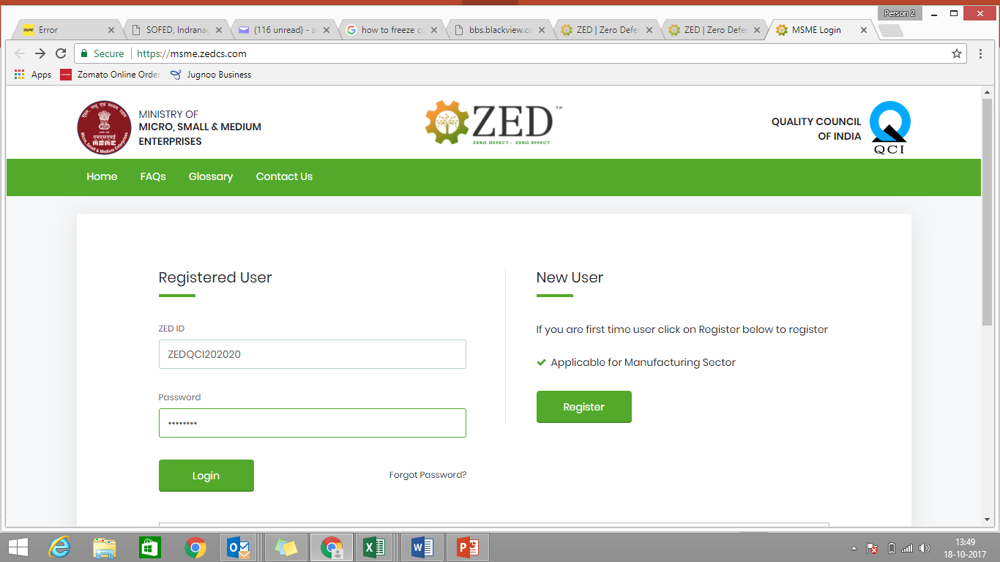 Person 2
Error
SOFED, Indranag
(116 unread) - a
how to freeze cu
bbs.blackview.co
ZED | Zero Defe
ZED | Zero Defe
MSME Login
Secure
https://msme.zedcs.com
Apps
Zomato Online Order
Jugnoo Business
MINISTRY OF
MICRO, SMALL & MEDIUM
ENTERPRISES
ZED™
ZERO DEFECT • ZERO EFFECT
QUALITY COUNCIL
OF INDIA
QCI
Home
FAQs
Glossary
Contact Us
Registered User
ZED ID
ZEDQCI202020
Password
••••••••
Login
Forgot Password?
New User
If you are first time user click on Register below to register
Applicable for Manufacturing Sector
Register
13:49
18-10-2017